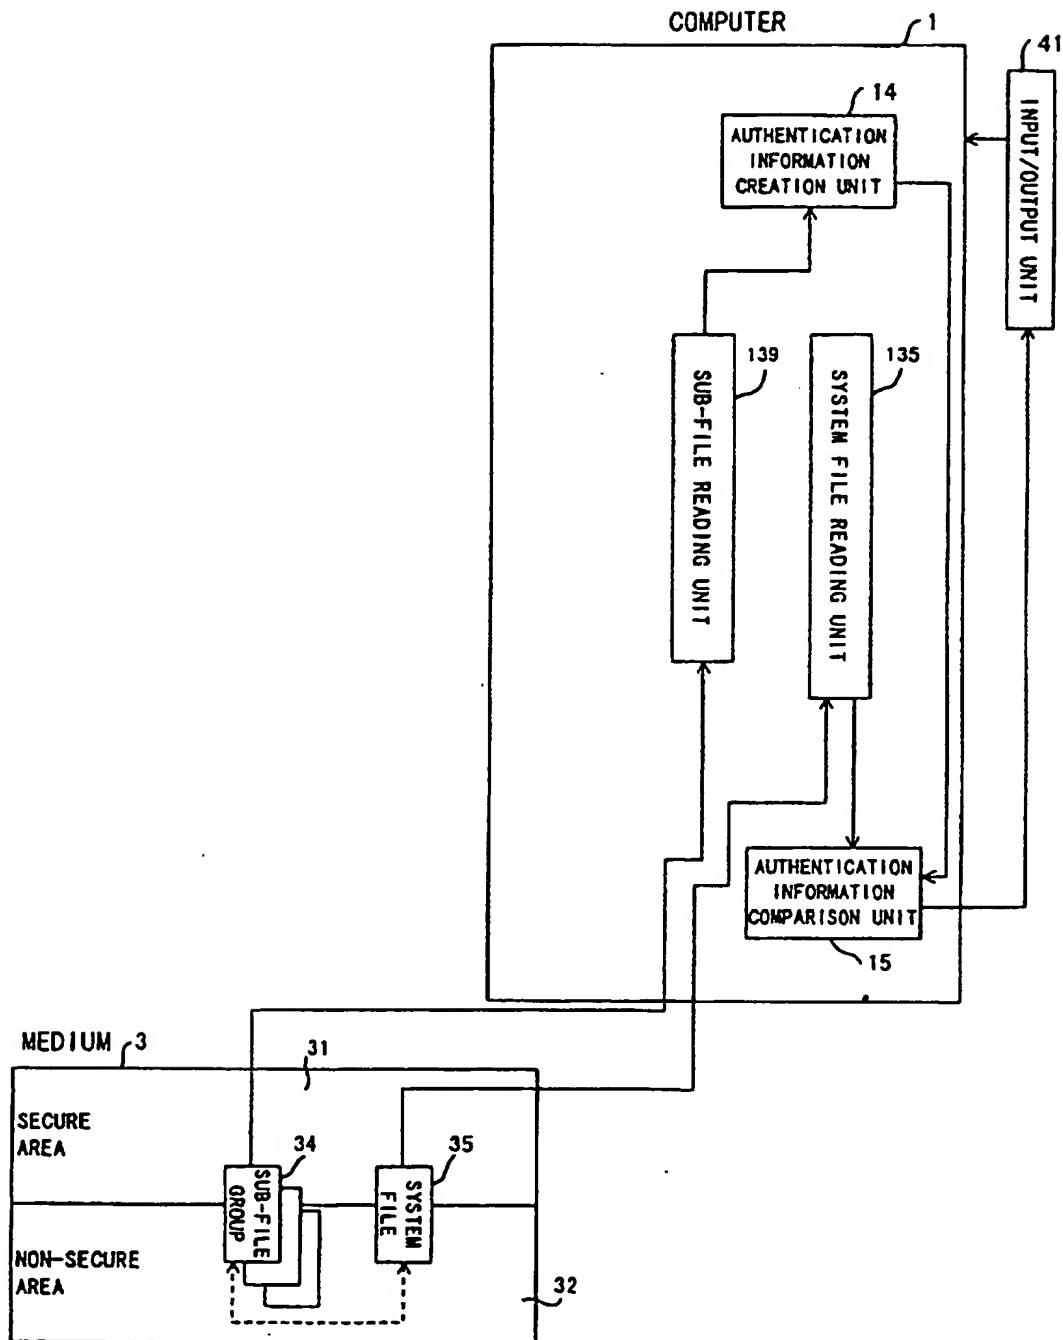 COMPUTER
1
41
14
AUTHENTICATION
INFORMATION
CREATION UNIT
INPUT/OUTPUT UNIT
139
135
SUB-FILE READING UNIT
SYSTEM FILE READING UNIT
AUTHENTICATION
INFORMATION
COMPARISON UNIT
15
MEDIUM
3
31
SECURE
AREA
34
35
SUB-FILE
GROUP
SYSTEM
FILE
NON-SECURE
AREA
32